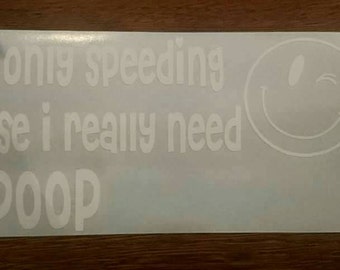 only speeding
se i really need
POOP